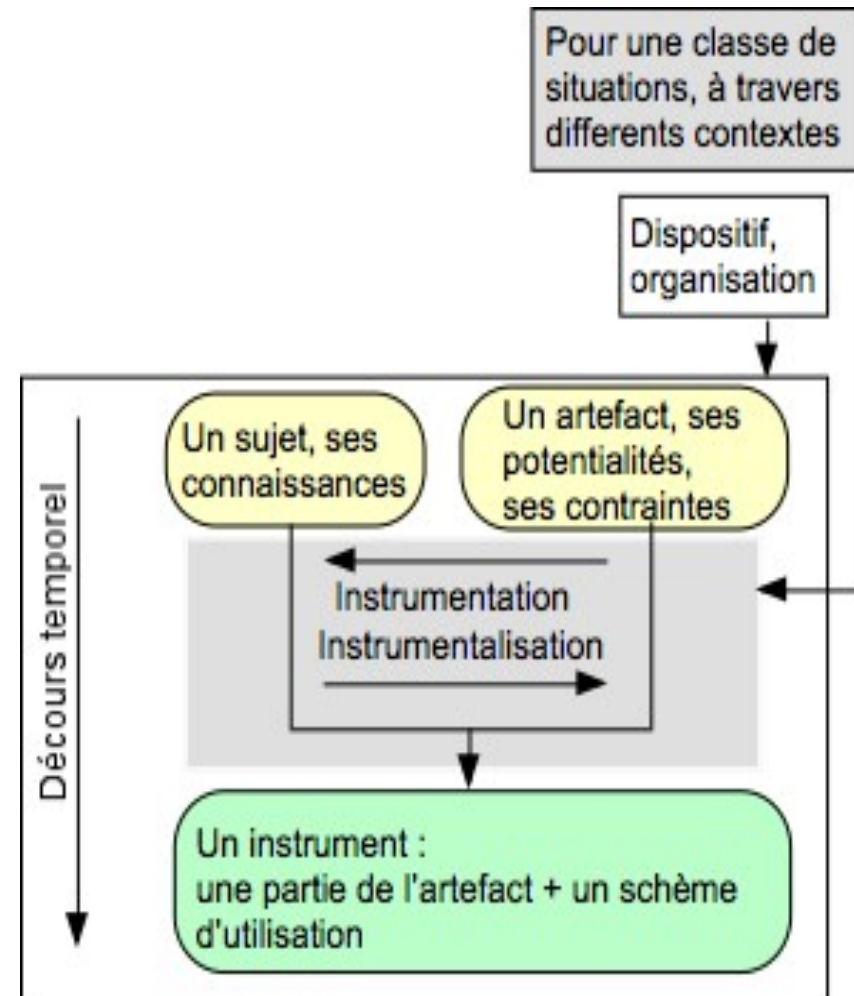 Pour une classe de
situations, à travers
differents contextes
Dispositif,
organisation
Décours temporel
Un sujet, ses
connaissances
Un artefact, ses
potentialités,
ses contraintes
Instrumentation
Instrumentalisation
Un instrument :
une partie de l'artefact + un schème
d'utilisation